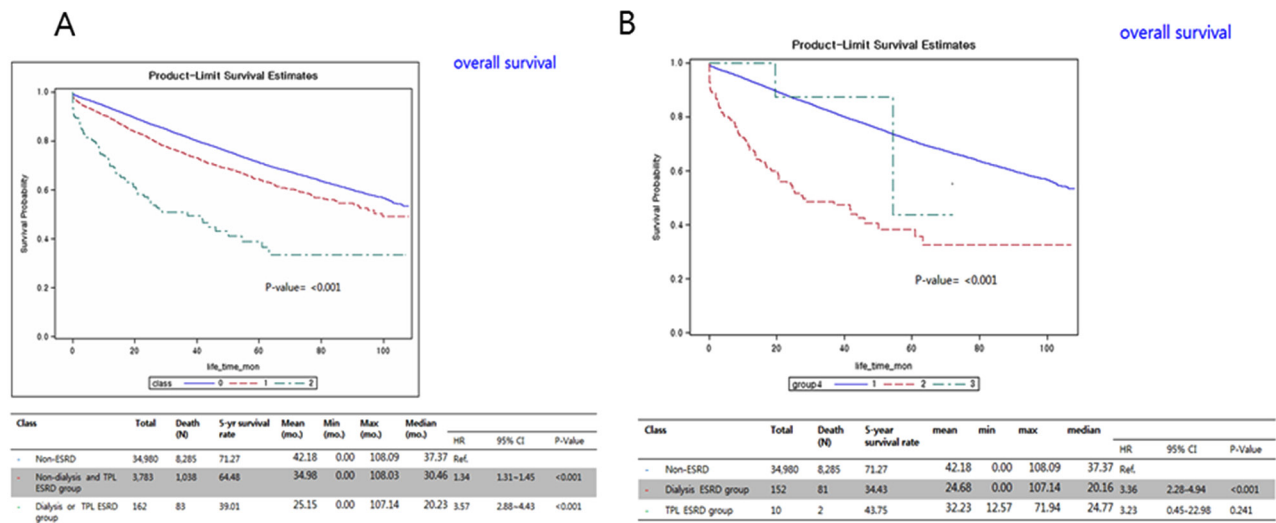 A
overall survival
Product-Limit Survival Estimates
1.0
0.8
0.6
0.4
0.2
0.0
Survival Probability
P-value= <0.001
0 20 40 60 80 100
life_time_mon
class 0 1 2
Class Total Death (N) 5-yr survival rate Mean (mo.) Min (mo.) Max (mo.) Median (mo.) HR 95% CI P-Value
- Non-ESRD 34,980 8,285 71.27 42.18 0.00 108.09 37.37 Ref.
- Non-dialysis and TPL ESRD group 3,783 1,038 64.48 34.98 0.00 108.03 30.46 1.34 1.31~1.45 <0.001
- Dialysis or TPL ESRD group 162 83 39.01 25.15 0.00 107.14 20.23 3.57 2.88~4.43 <0.001
B
overall survival
Product-Limit Survival Estimates
1.0
0.8
0.6
0.4
0.2
0.0
Survival Probability
P-value= <0.001
0 20 40 60 80 100
life_time_mon
group4 1 2 3
Class Total Death (N) 5-year survival rate mean min max median HR 95% CI P-Value
- Non-ESRD 34,980 8,285 71.27 42.18 0.00 108.09 37.37 Ref.
- Dialysis ESRD group 152 81 34.43 24.68 0.00 107.14 20.16 3.36 2.28~4.94 <0.001
- TPL ESRD group 10 2 43.75 32.23 12.57 71.94 24.77 3.23 0.45~22.98 0.241